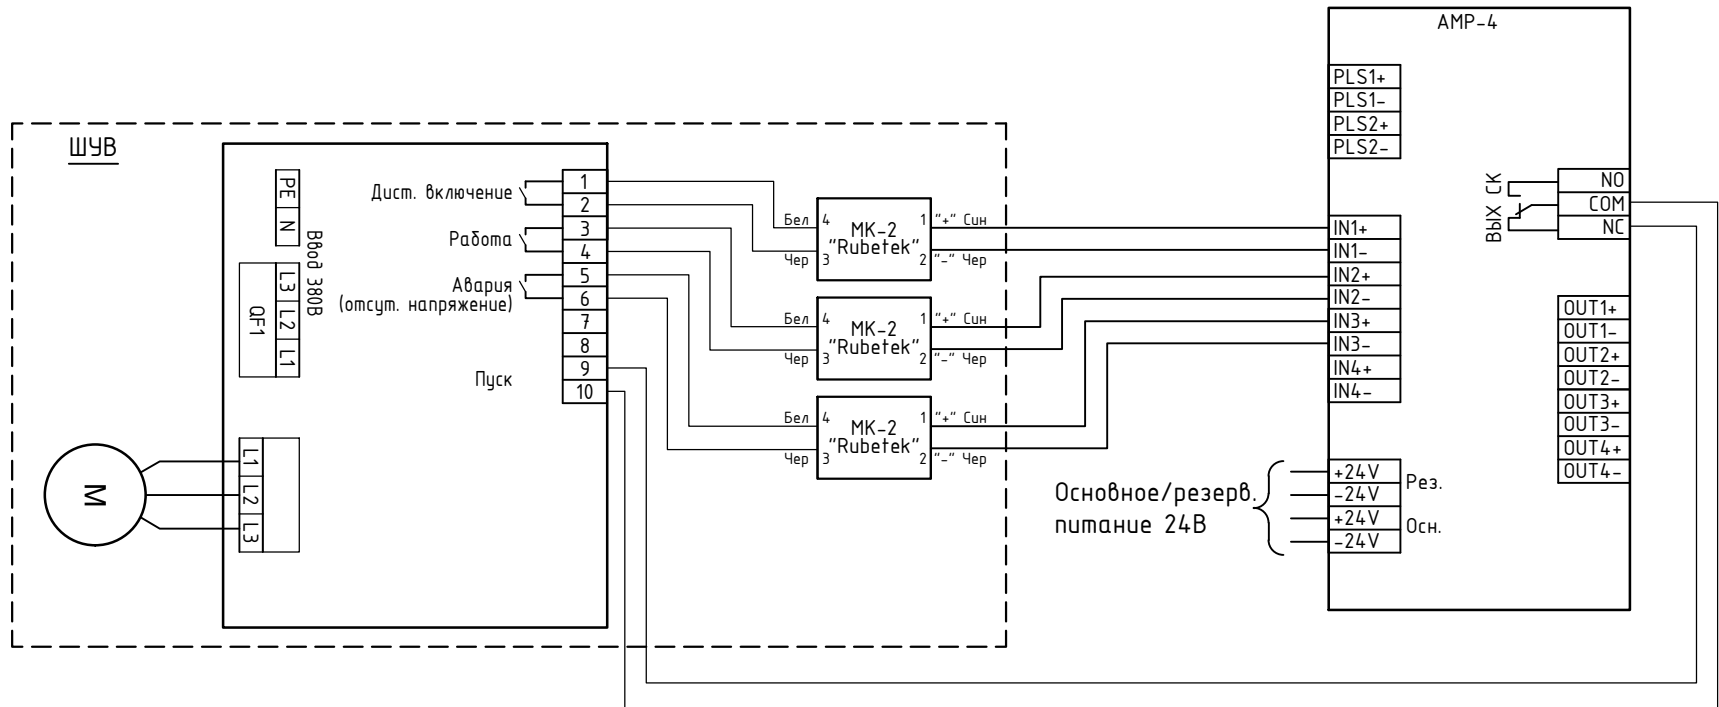 АМР-4
PLS1+
PLS1-
PLS2+
PLS2-
ШУВ
PE
N
Ввод 380В
L3
L2
L1
QF1
Дист. включение
Работа
Авария
(отсут. напряжение)
Пуск
1
2
3
4
5
6
7
8
9
10
L1
L2
L3
М
Бел 4
МК-2
1 "+" Син
"Rubetek"
Чер 3
2 "-" Чер
Бел 4
МК-2
1 "+" Син
"Rubetek"
Чер 3
2 "-" Чер
Бел 4
МК-2
1 "+" Син
"Rubetek"
Чер 3
2 "-" Чер
IN1+
IN1-
IN2+
IN2-
IN3+
IN3-
IN4+
IN4-
ВЫХ СК
NO
COM
NC
OUT1+
OUT1-
OUT2+
OUT2-
OUT3+
OUT3-
OUT4+
OUT4-
Основное/резерв.
питание 24В
+24V
-24V
Рез.
+24V
-24V
Осн.